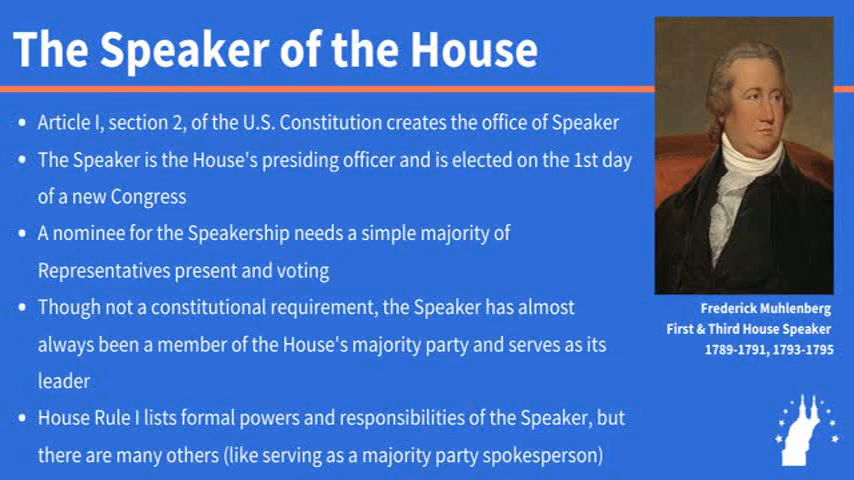 The Speaker of the House
• Article I, section 2, of the U.S. Constitution creates the office of Speaker
• The Speaker is the House's presiding officer and is elected on the 1st day
of a new Congress
• A nominee for the Speakership needs a simple majority of
Representatives present and voting
• Though not a constitutional requirement, the Speaker has almost
always been a member of the House's majority party and serves as its
leader
• House Rule I lists formal powers and responsibilities of the Speaker, but
there are many others (like serving as a majority party spokesperson)
Frederick Muhlenberg
First & Third House Speaker
1789-1791, 1793-1795